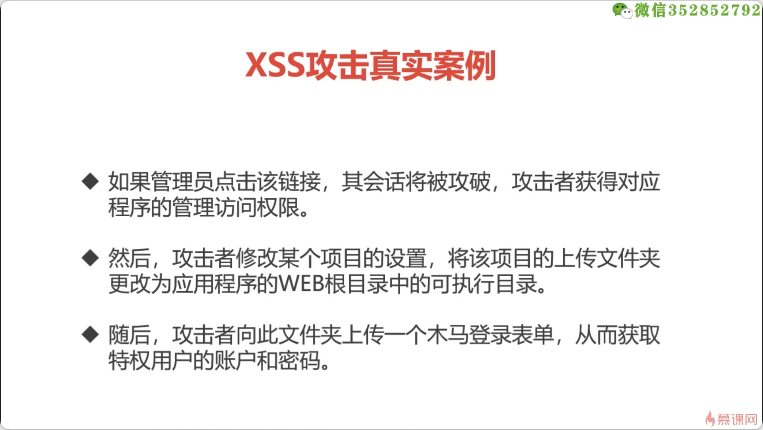 微信352852792
XSS攻击真实案例
◆ 如果管理员点击该链接，其会话将被攻破，攻击者获得对应
程序的管理访问权限。
◆ 然后，攻击者修改某个项目的设置，将该项目的上传文件夹
更改为应用程序的WEB根目录中的可执行目录。
◆ 随后，攻击者向此文件夹上传一个木马登录表单，从而获取
特权用户的账户和密码。
慕课网